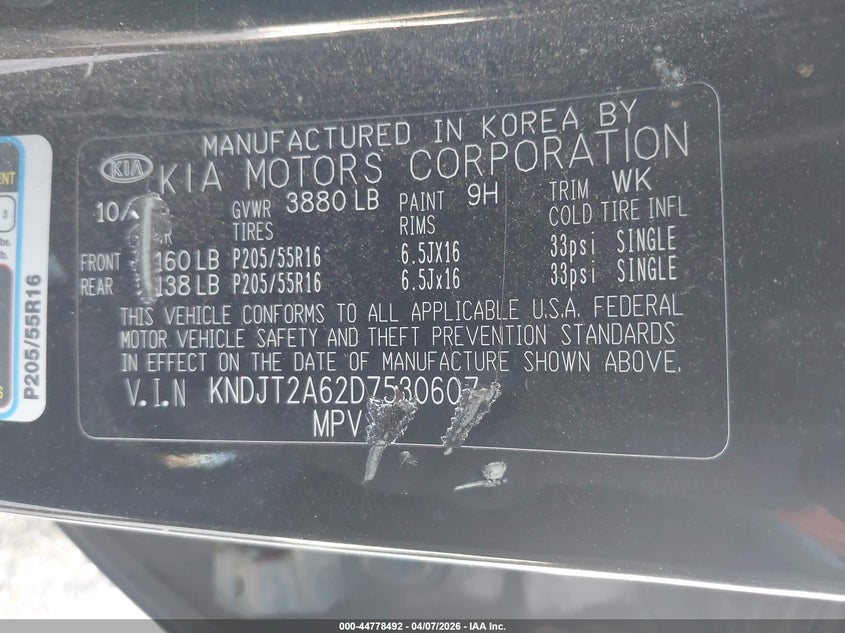 MANUFACTURED IN KOREA BY
KIA KIA MOTORS CORPORATION
GVWR 3880 LB PAINT 9H TRIM WK
TIRES RIMS COLD TIRE INFL
FRONT 160 LB P205/55R16 6.5JX16 33psi SINGLE
REAR 138 LB P205/55R16 6.5Jx16 33psi SINGLE
THIS VEHICLE CONFORMS TO ALL APPLICABLE U.S.A. FEDERAL
MOTOR VEHICLE SAFETY AND THEFT PREVENTION STANDARDS
IN EFFECT ON THE DATE OF MANUFACTURE SHOWN ABOVE.
V.I.N KNDJT2A62D7530607
MPV
P205/55R16
000-44778492 - 04/07/2026 - IAA Inc.